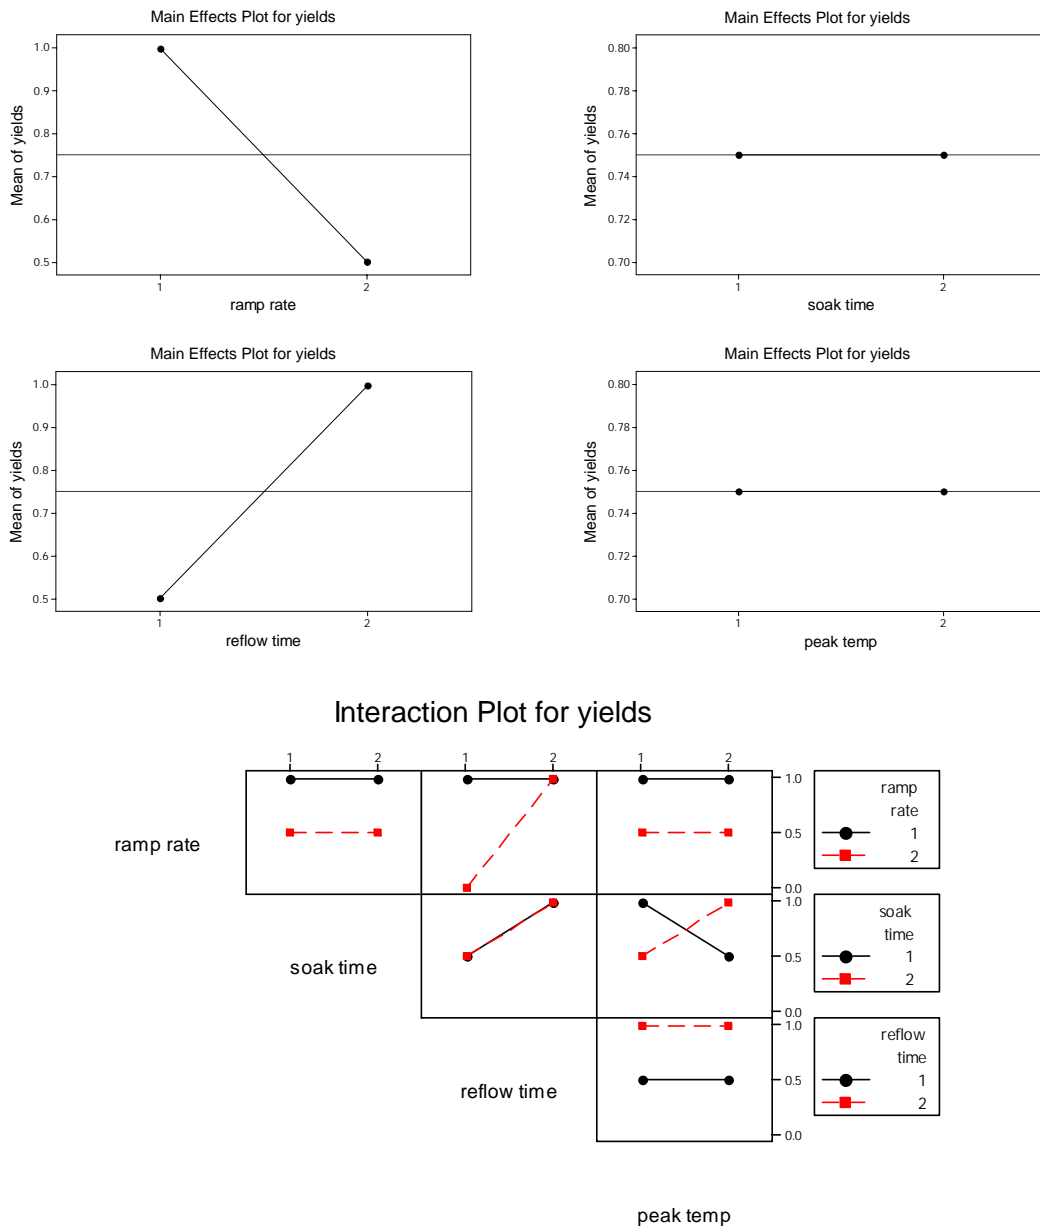 Main Effects Plot for yields
Mean of yields
1.0
0.9
0.8
0.7
0.6
0.5
1
2
ramp rate
Main Effects Plot for yields
Mean of yields
0.80
0.78
0.76
0.74
0.72
0.70
1
2
soak time
Main Effects Plot for yields
Mean of yields
1.0
0.9
0.8
0.7
0.6
0.5
1
2
reflow time
Main Effects Plot for yields
Mean of yields
0.80
0.78
0.76
0.74
0.72
0.70
1
2
peak temp
Interaction Plot for yields
1 2 1 2 1 2
ramp rate
1.0
0.5
0.0
ramp
rate
1
2
soak time
1.0
0.5
0.0
soak
time
1
2
reflow time
1.0
0.5
0.0
reflow
time
1
2
peak temp